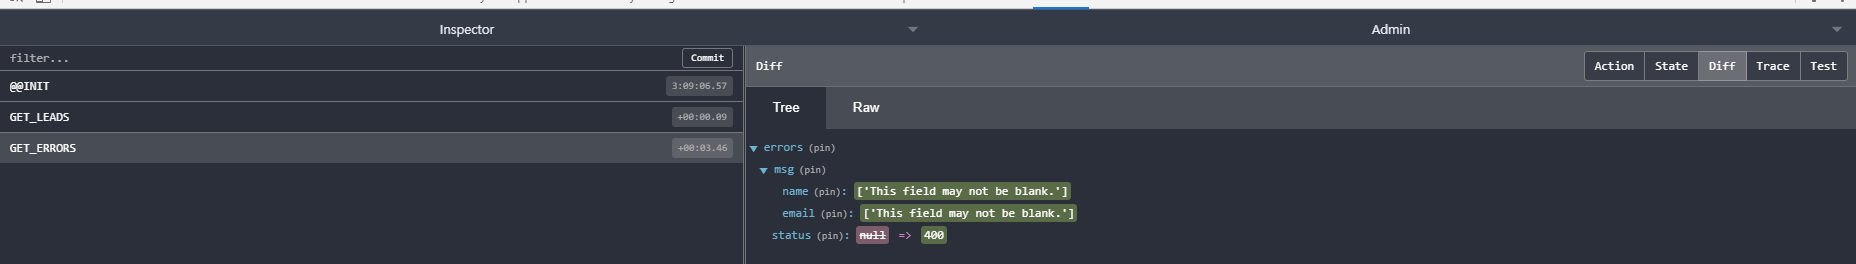 Inspector
Admin
filter...
Commit
Diff
Action
State
Diff
Trace
Test
@@INIT
3:09:06.57
Tree
Raw
GET_LEADS
+00:00.09
GET_ERRORS
+00:03.46
errors (pin)
msg (pin)
name (pin): ['This field may not be blank.']
email (pin): ['This field may not be blank.']
status (pin): null => 400